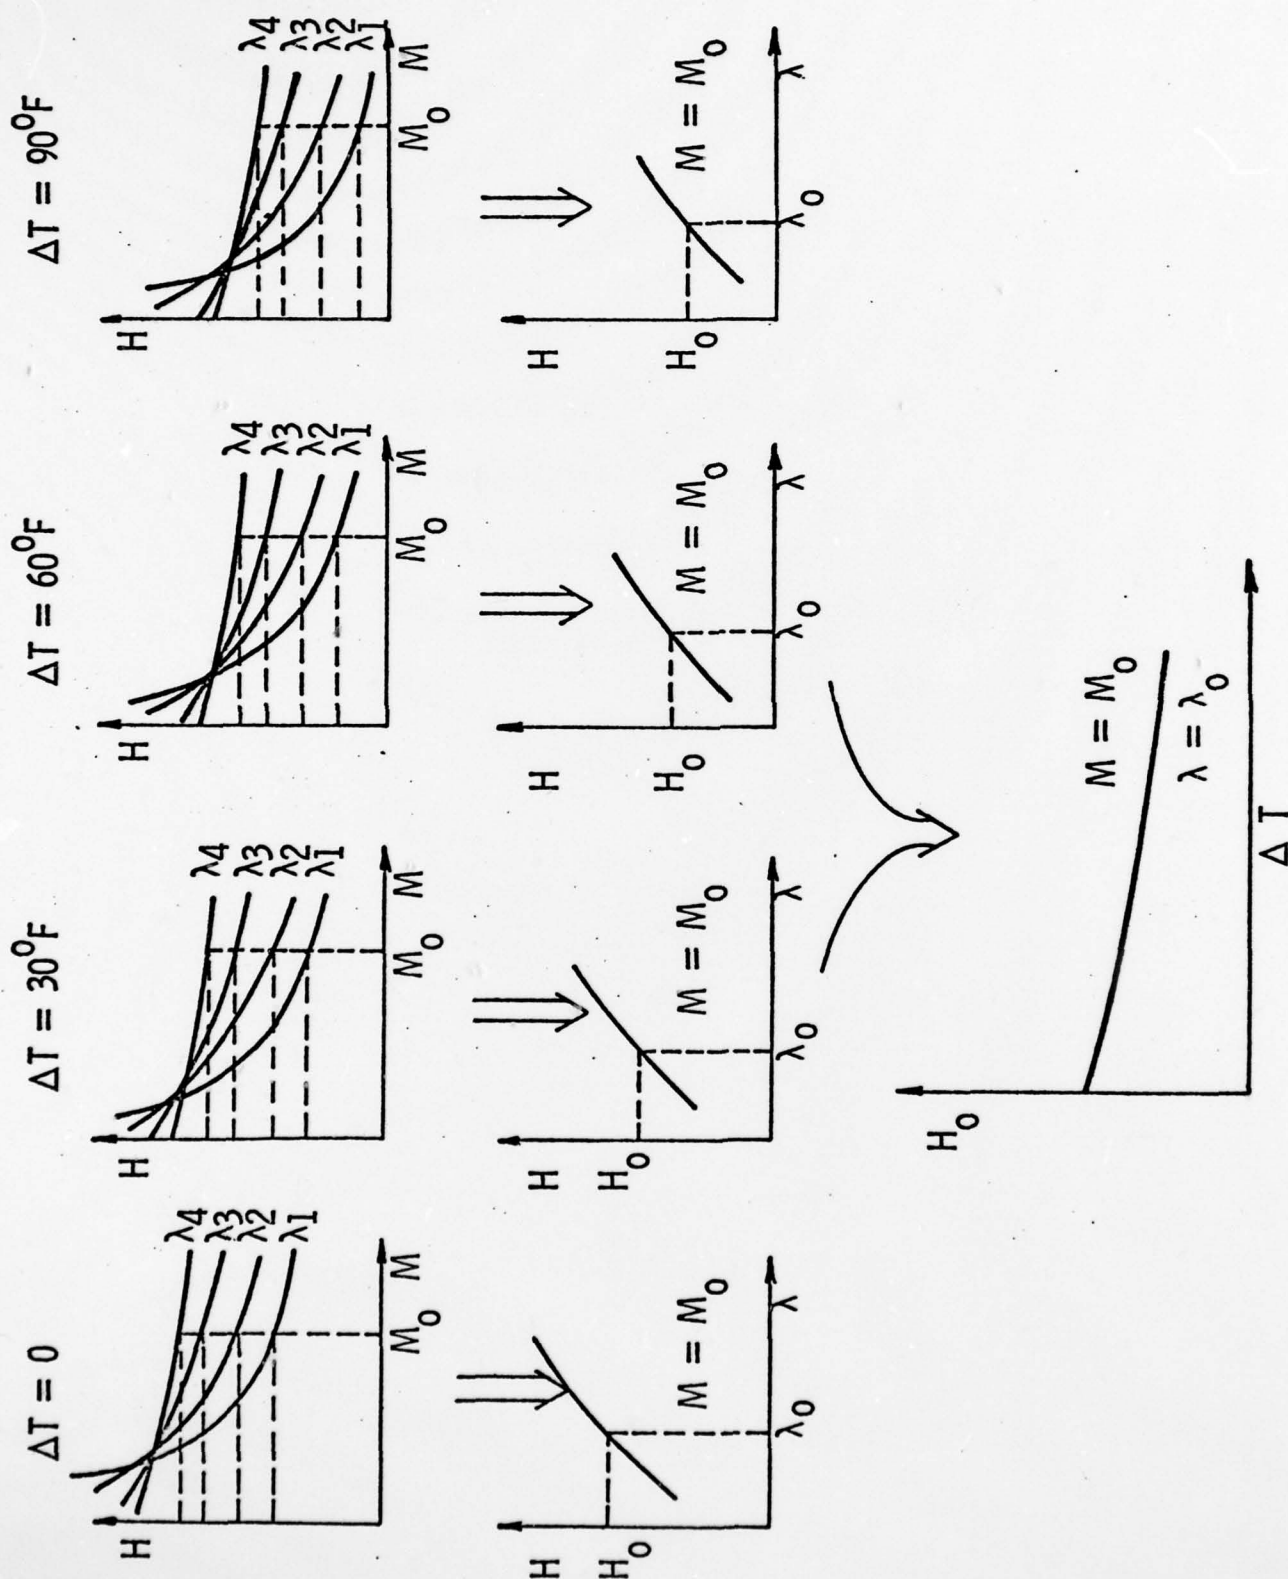 ΔT = 0
H
λ4
λ3
λ2
λ1
M₀
M
ΔT = 30°F
H
λ4
λ3
λ2
λ1
M₀
M
ΔT = 60°F
H
λ4
λ3
λ2
λ1
M₀
M
ΔT = 90°F
H
λ4
λ3
λ2
λ1
M₀
M
H
H₀
M = M₀
λ₀
λ
H
H₀
M = M₀
λ₀
λ
H
H₀
M = M₀
λ₀
λ
H
H₀
M = M₀
λ₀
λ
H₀
M = M₀
λ = λ₀
Δ T